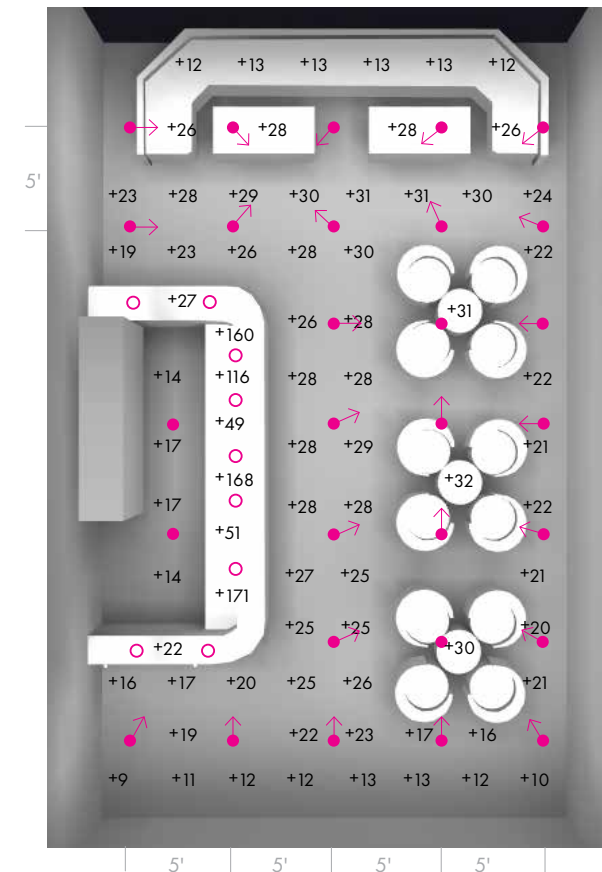 +12 +13 +13 +13 +13 +12
+26 +28 +28 +26
5'
+23 +28 +29 +30 +31 +31 +30 +24
+19 +23 +26 +28 +30 +22
+27 +31
+26 +28
+160
+14 +116 +28 +28 +22
+49
+17 +28 +29 +21
+168 +32
+17 +28 +28 +22
+51
+14 +27 +25 +21
+171
+25 +25 +20
+22 +30
+16 +17 +20 +25 +26 +21
+19 +22 +23 +17 +16
+9 +11 +12 +12 +13 +13 +12 +10
5' 5' 5' 5'